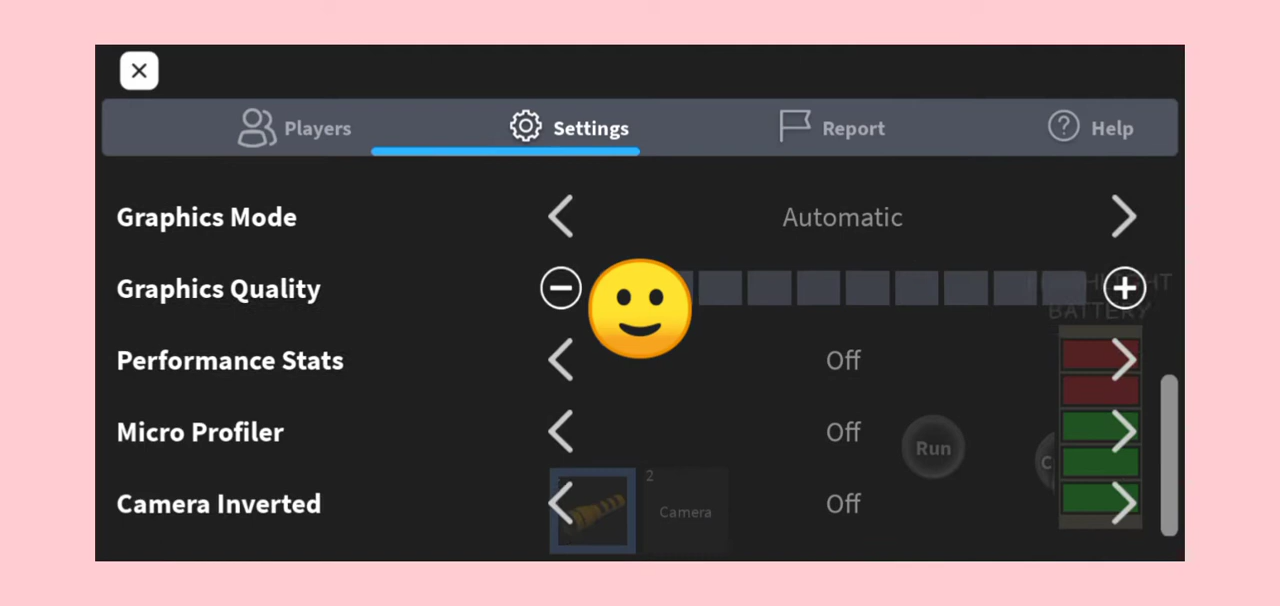 Players Settings Report Help
Graphics Mode Automatic
Graphics Quality
BATTERY
Performance Stats Off
Micro Profiler Off
Run
2
Camera Inverted Off
Camera